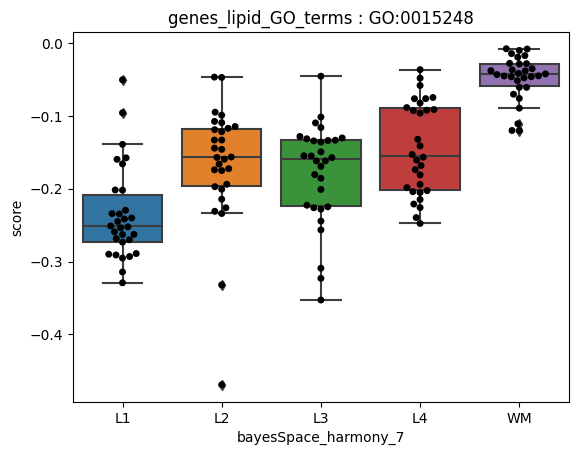 genes_lipid_GO_terms : GO:0015248
0.0
−0.1
−0.2
−0.3
−0.4
score
L1 L2 L3 L4 WM
bayesSpace_harmony_7